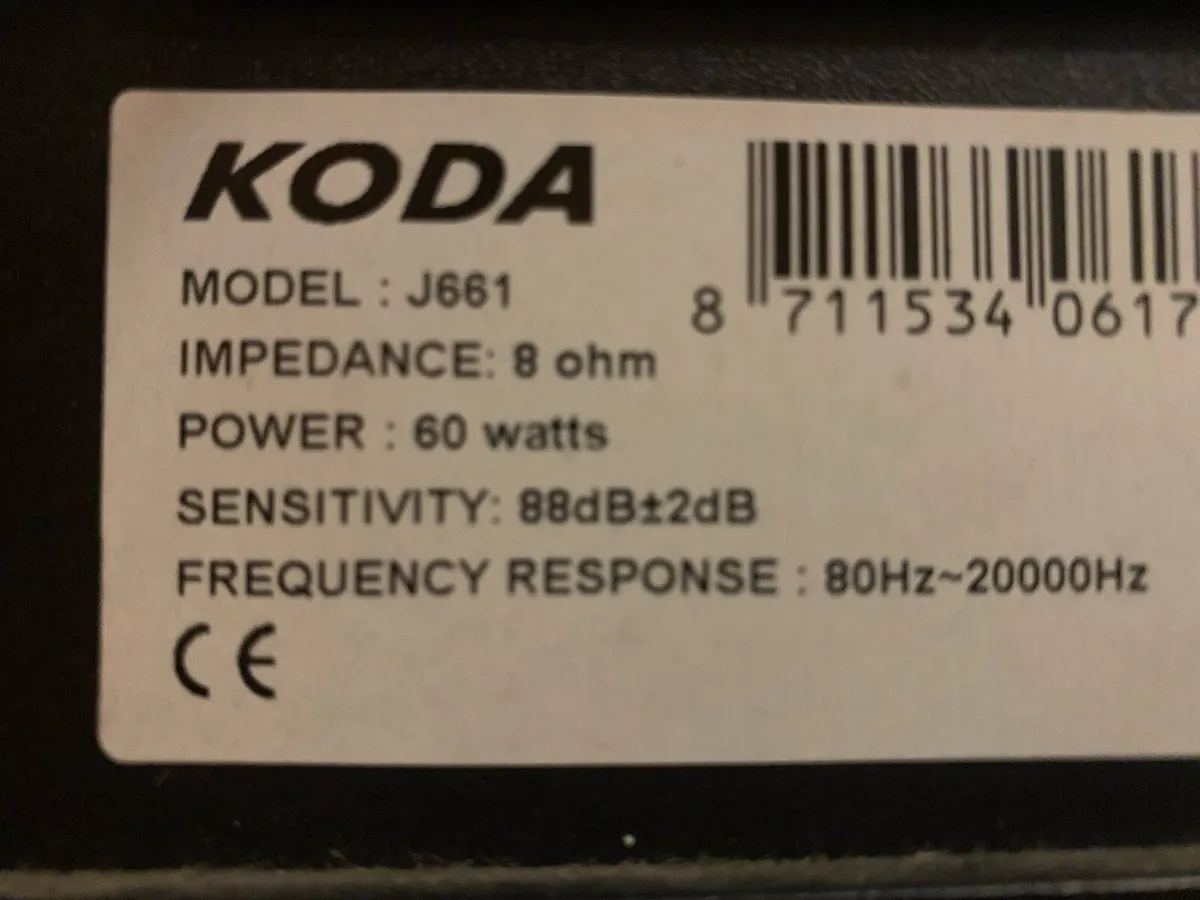 KODA
MODEL : J661
IMPEDANCE: 8 ohm
POWER : 60 watts
SENSITIVITY: 88dB±2dB
FREQUENCY RESPONSE : 80Hz~20000Hz
CE
8 711534 0617